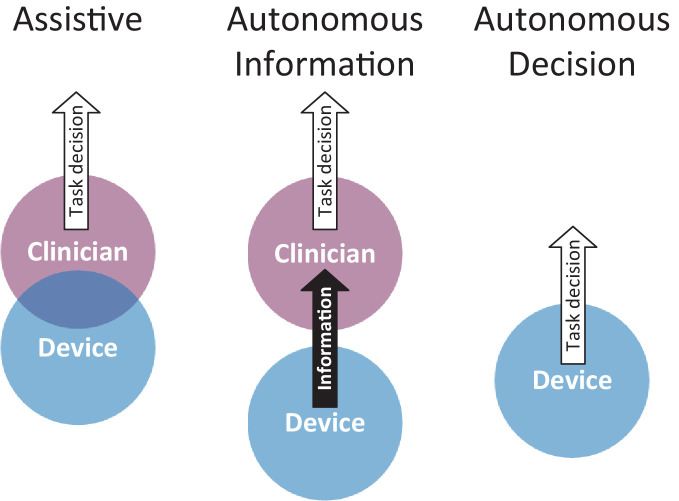 Assistive
Autonomous
Information
Autonomous
Decision
Task decision
Clinician
Device
Task decision
Clinician
Information
Device
Task decision
Device